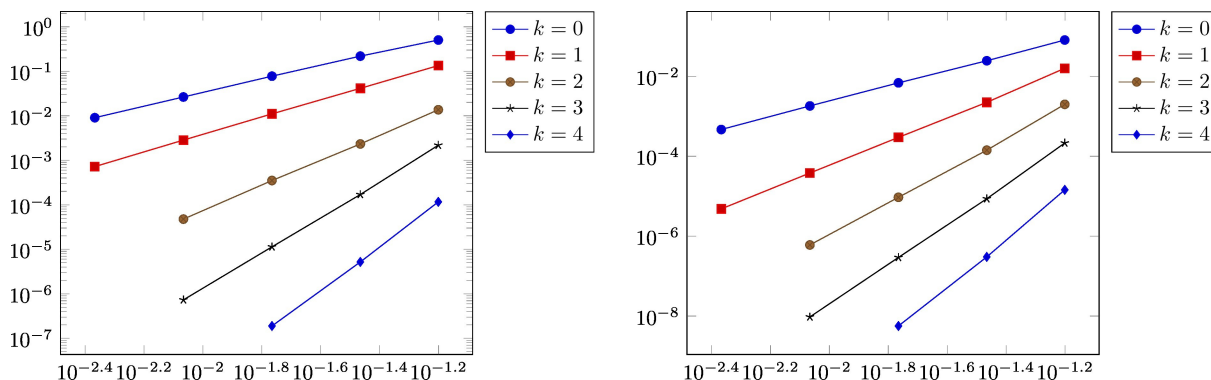 10^0
10^{-1}
10^{-2}
10^{-3}
10^{-4}
10^{-5}
10^{-6}
10^{-7}
10^{-2.4} 10^{-2.2} 10^{-2} 10^{-1.8} 10^{-1.6} 10^{-1.4} 10^{-1.2}
k = 0
k = 1
k = 2
k = 3
k = 4
10^{-2}
10^{-4}
10^{-6}
10^{-8}
10^{-2.4} 10^{-2.2} 10^{-2} 10^{-1.8} 10^{-1.6} 10^{-1.4} 10^{-1.2}
k = 0
k = 1
k = 2
k = 3
k = 4